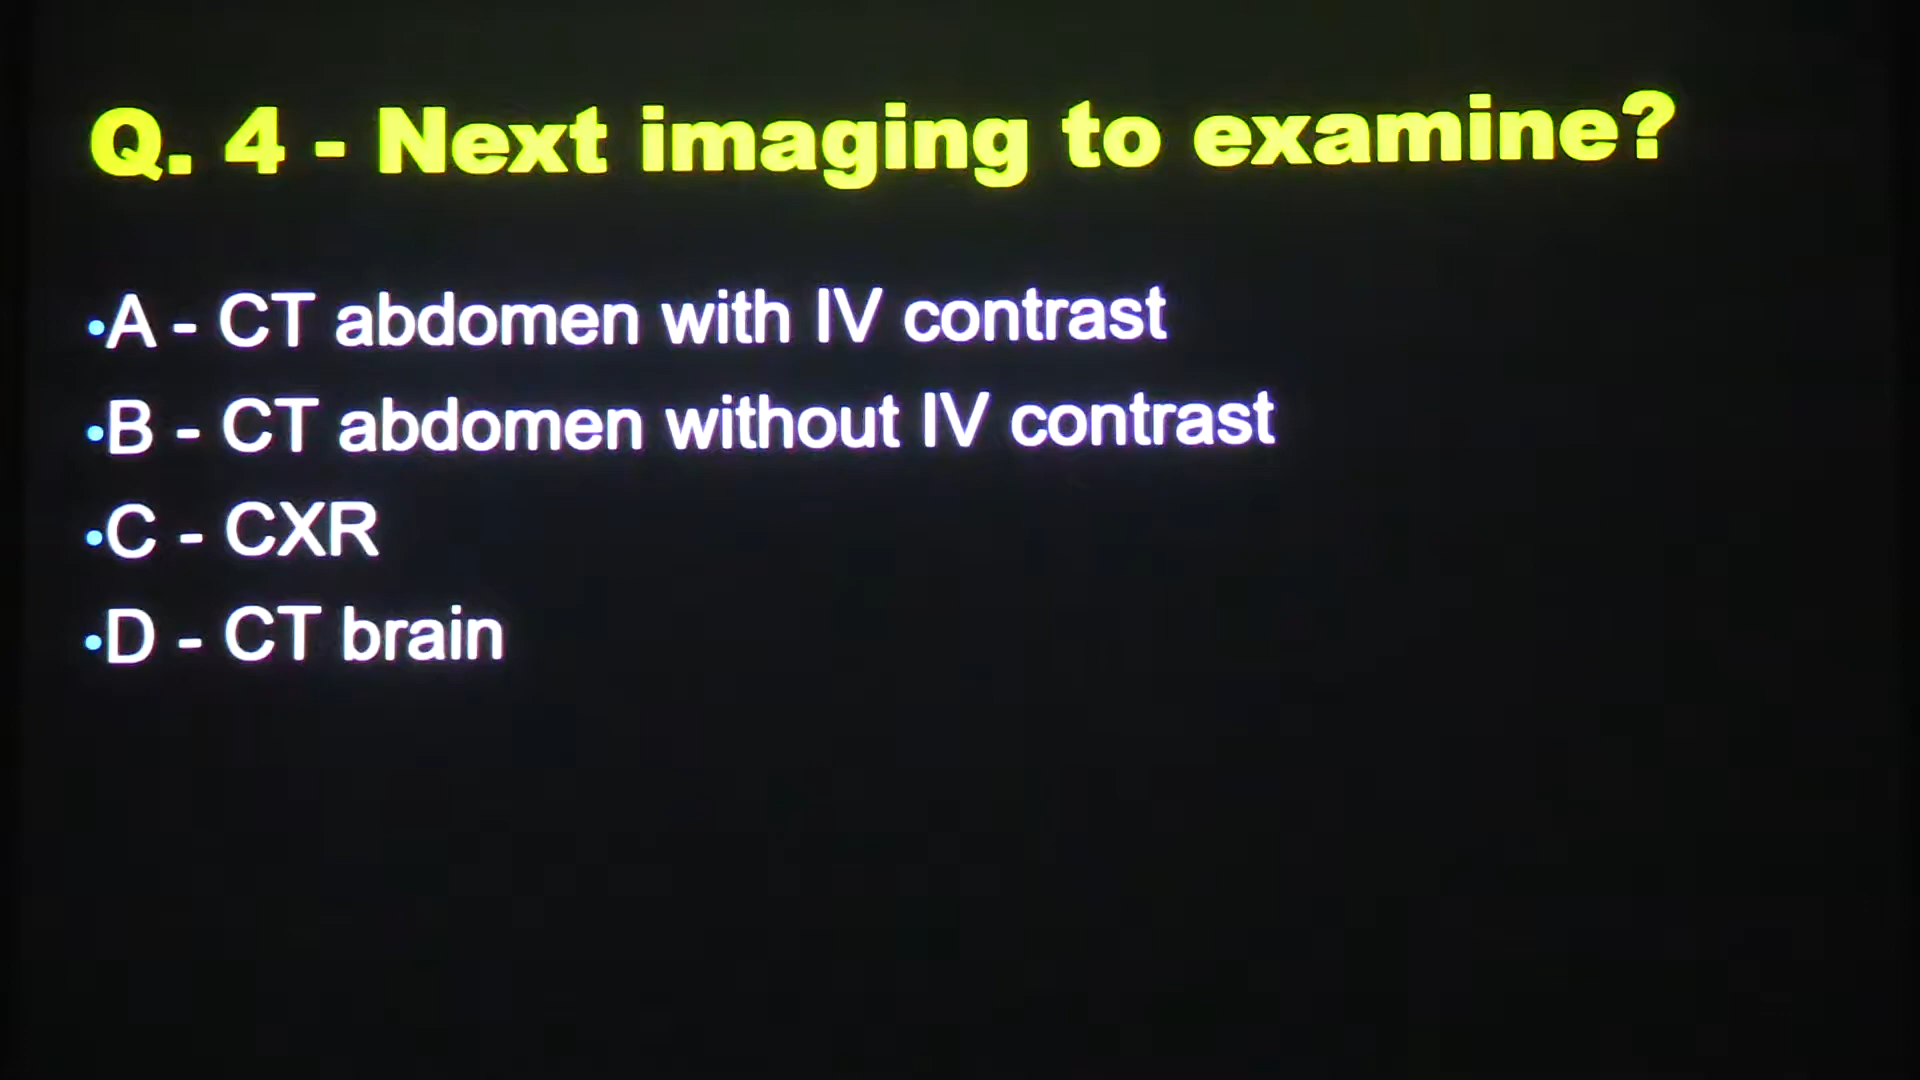 Q. 4 - Next imaging to examine?
•A - CT abdomen with IV contrast
•B - CT abdomen without IV contrast
•C - CXR
•D - CT brain